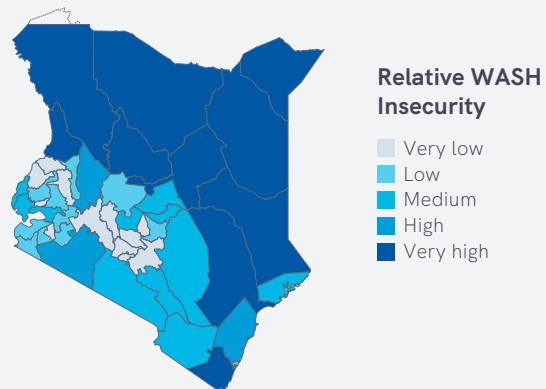 Relative WASH
Insecurity
Very low
Low
Medium
High
Very high